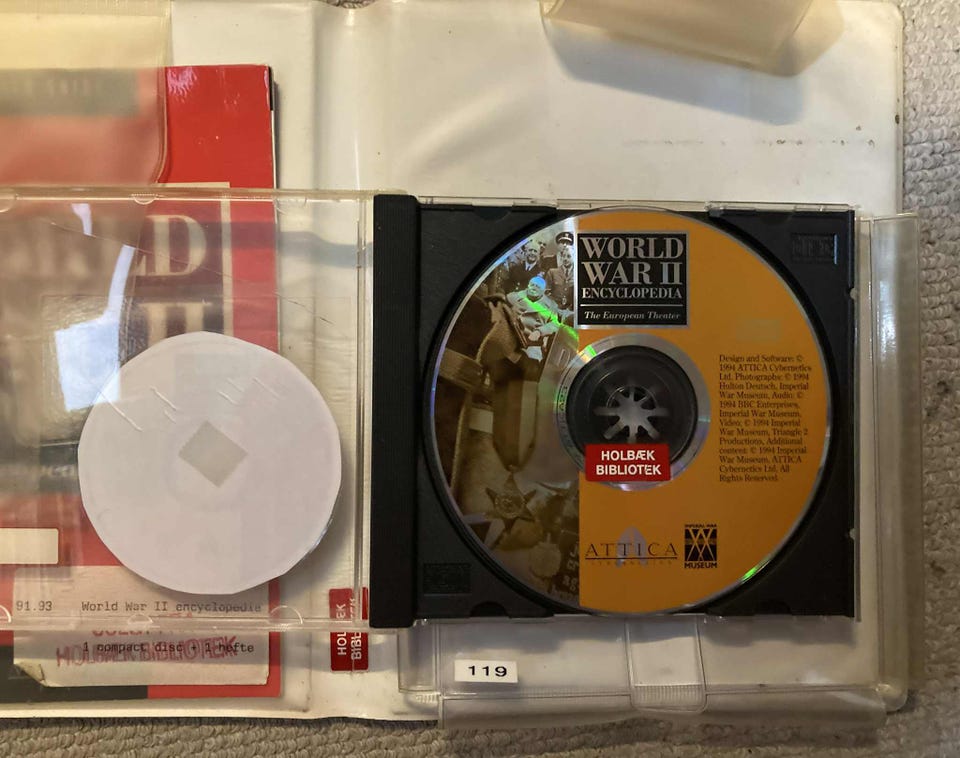 WORLD
WAR II
ENCYCLOPEDIA
The European Theater
Design and Software: ©
1994 ATTICA Cybernetics
Ltd. Photographs: © 1994
Hulton Deutsch, Imperial
War Museum, Audio: ©
1994 BBC Enterprises,
Imperial War Museum,
Video: © 1994 Imperial
War Museum, Triangle 2
Productions, Additional
content: © 1994 Imperial
War Museum, ATTICA
Cybernetics Ltd, All
Rights Reserved.
HOLBÆK
BIBLIOTEK
ATTICA
CYBERNETICS
IMPERIAL WAR
MUSEUM
91.93 World War II encyclopedia
1 compact disc + 1 hefte
HOLBÆK BIBLIOTEK
HOLBÆK
BIBLIOTEK
119